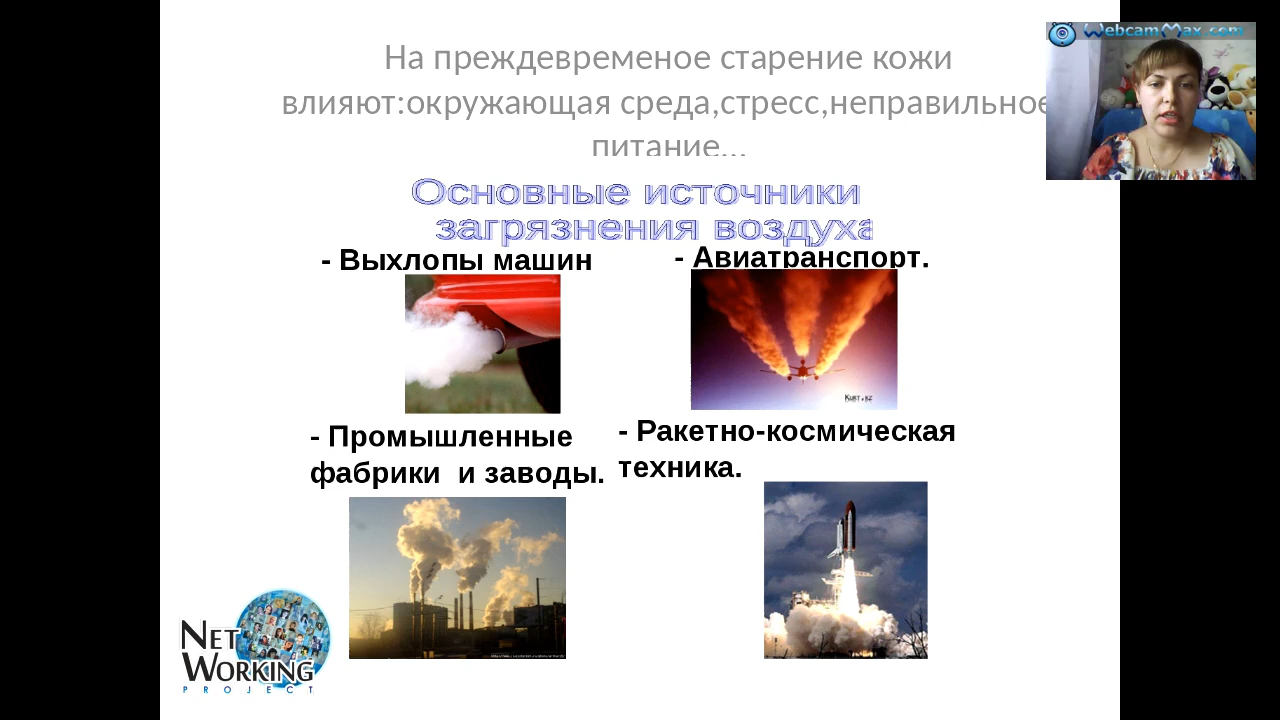 На преждевременое старение кожи
влияют:окружающая среда,стресс,неправильное
питание...
WebcamMax.com
Основные источники
загрязнения воздуха
- Выхлопы машин
- Авиатранспорт.
- Промышленные
фабрики и заводы.
- Ракетно-космическая
техника.
NET
WORKING
PROJECT